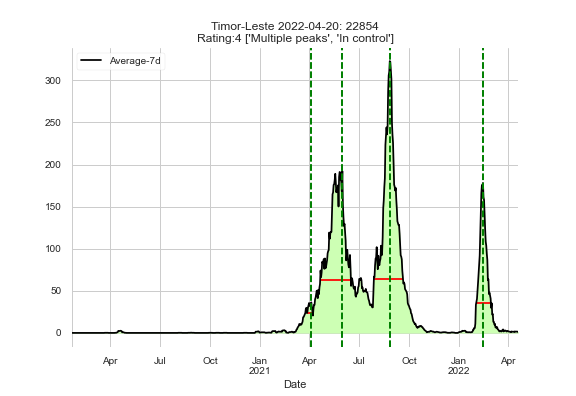 Timor-Leste 2022-04-20: 22854
Rating:4 ['Multiple peaks', 'In control']
Average-7d
300
250
200
150
100
50
0
Apr Jul Oct Jan Apr Jul Oct Jan Apr
2021 2022
Date